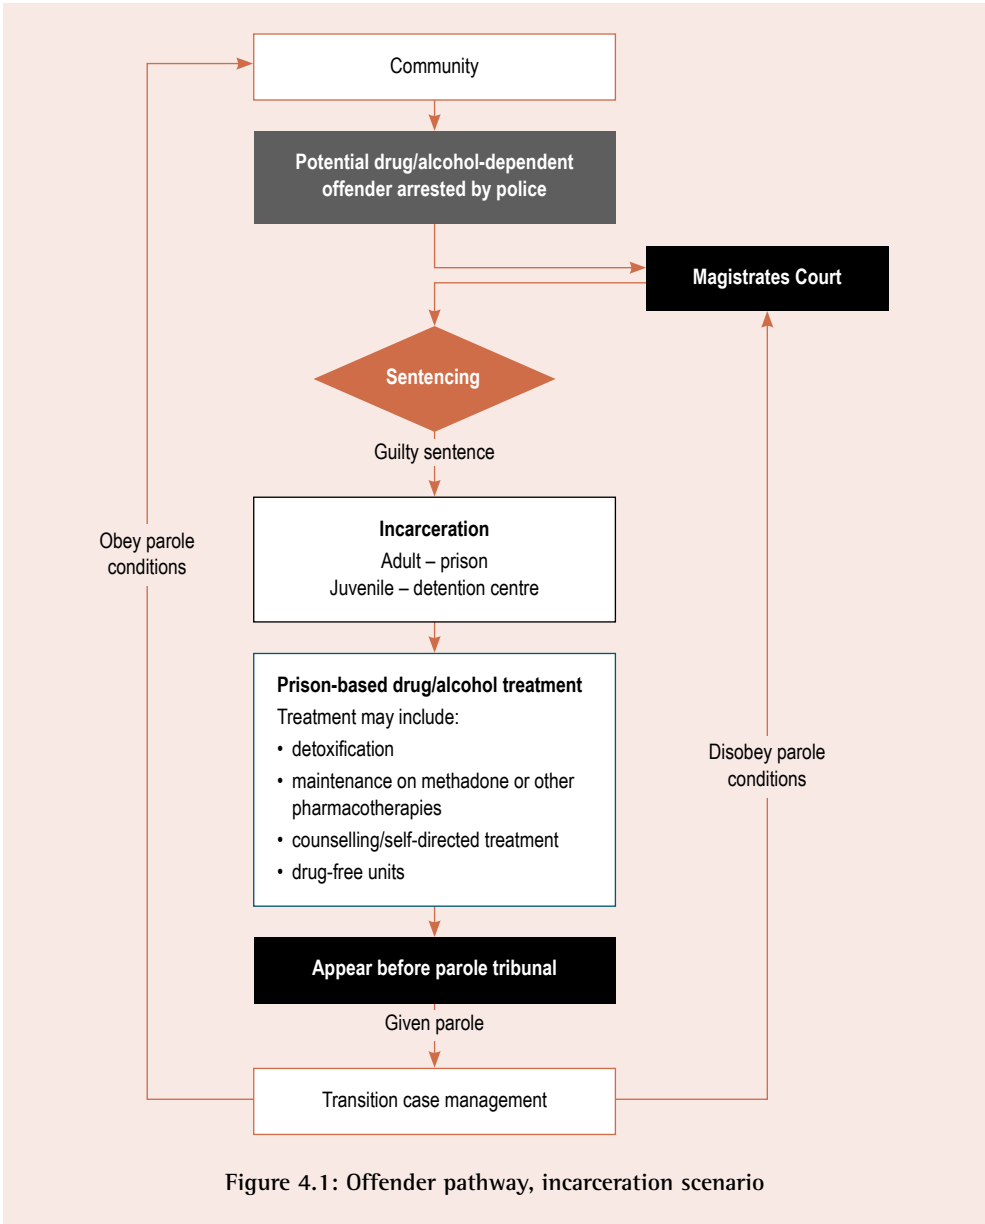 Community
Potential drug/alcohol-dependent
offender arrested by police
Magistrates Court
Sentencing
Guilty sentence
Incarceration
Adult – prison
Juvenile – detention centre
Obey parole
conditions
Prison-based drug/alcohol treatment
Treatment may include:
• detoxification
• maintenance on methadone or other
pharmacotherapies
• counselling/self-directed treatment
• drug-free units
Disobey parole
conditions
Appear before parole tribunal
Given parole
Transition case management
Figure 4.1: Offender pathway, incarceration scenario